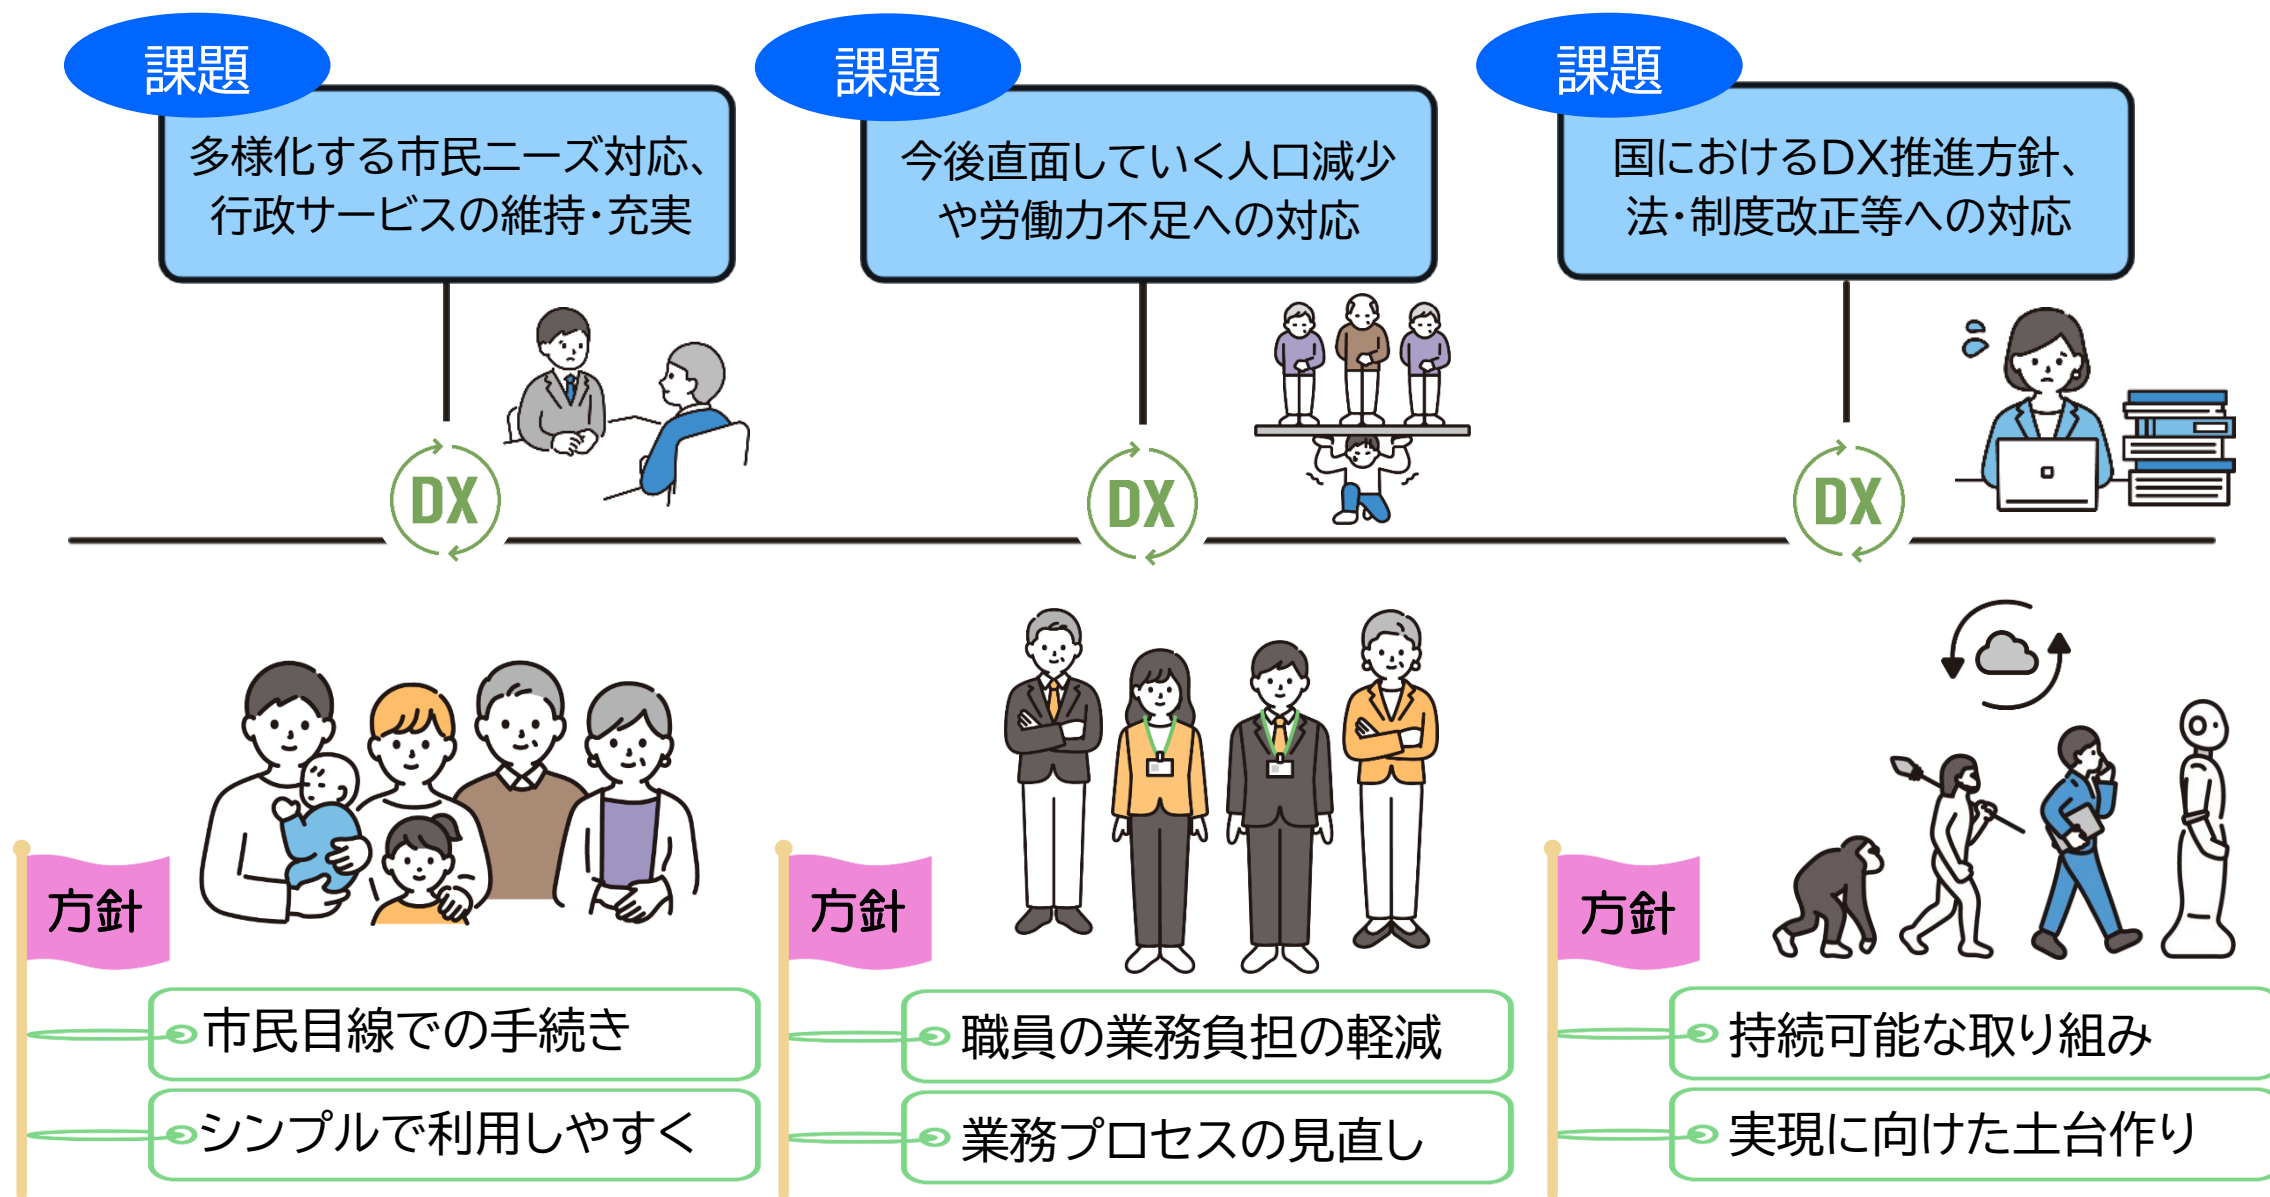 課題
多様化する市民ニーズ対応、
行政サービスの維持・充実
課題
今後直面していく人口減少
や労働力不足への対応
課題
国におけるDX推進方針、
法・制度改正等への対応
DX
DX
DX
方針
市民目線での手続き
シンプルで利用しやすく
方針
職員の業務負担の軽減
業務プロセスの見直し
方針
持続可能な取り組み
実現に向けた土台作り